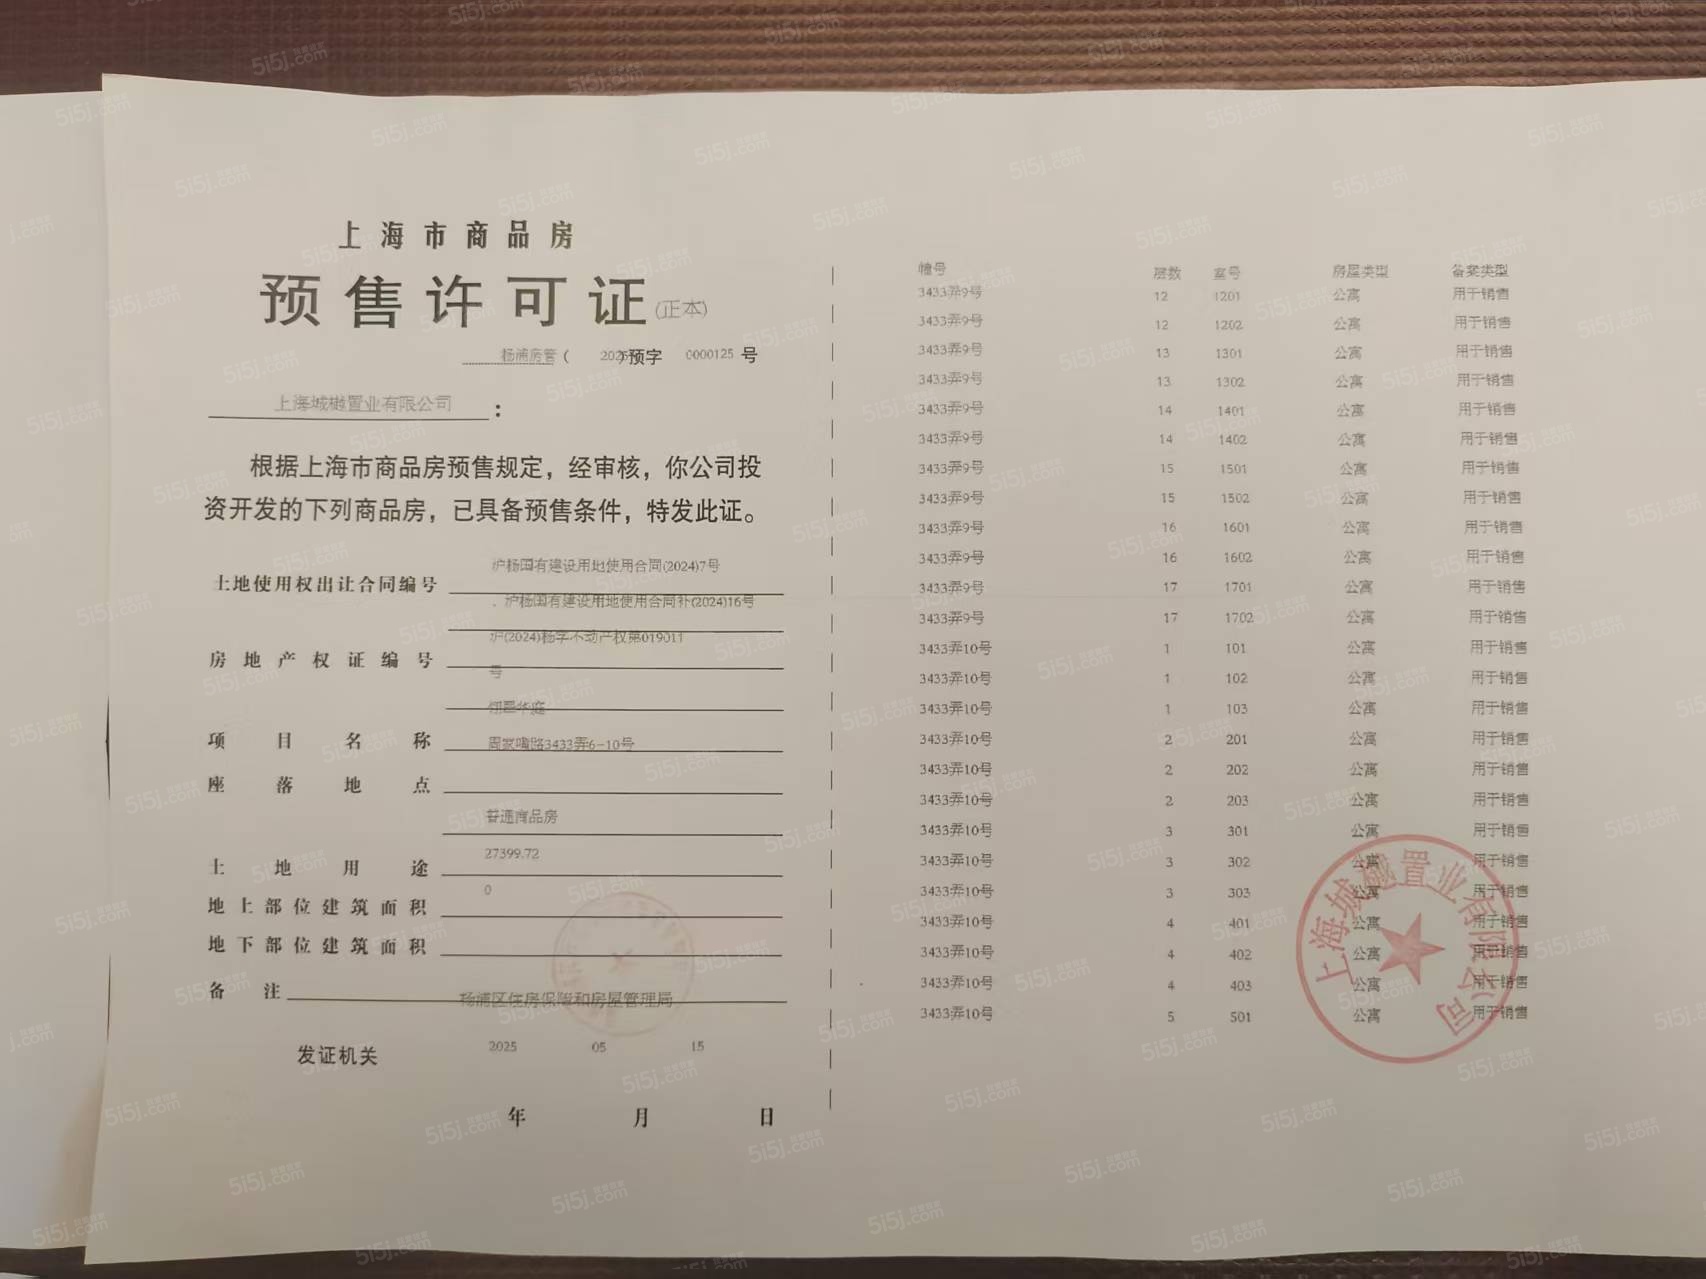 上海市商品房
预售许可证(正本)
杨浦房管( 2025)预字 0000125 号
上海城樾置业有限公司:
根据上海市商品房预售规定，经审核，你公司投
资开发的下列商品房，已具备预售条件，特发此证。
土地使用权出让合同编号 沪杨国有建设用地使用合同(2024)7号
、沪杨国有建设用地使用合同补(2024)16号
房地产权证编号 沪(2024)杨字不动产权第019011
号
项目名称 华庭
座落地点 周家嘴路3433弄6-10号
土地用途 普通商品房
地上部位建筑面积 27399.72
地下部位建筑面积 0
备注
发证机关 杨浦区住房保障和房屋管理局
2025 05 15
年 月 日
幢号 层数 室号 房屋类型 备案类型
3433弄9号 12 1201 公寓 用于销售
3433弄9号 12 1202 公寓 用于销售
3433弄9号 13 1301 公寓 用于销售
3433弄9号 13 1302 公寓 用于销售
3433弄9号 14 1401 公寓 用于销售
3433弄9号 14 1402 公寓 用于销售
3433弄9号 15 1501 公寓 用于销售
3433弄9号 15 1502 公寓 用于销售
3433弄9号 16 1601 公寓 用于销售
3433弄9号 16 1602 公寓 用于销售
3433弄9号 17 1701 公寓 用于销售
3433弄9号 17 1702 公寓 用于销售
3433弄10号 1 101 公寓 用于销售
3433弄10号 1 102 公寓 用于销售
3433弄10号 1 103 公寓 用于销售
3433弄10号 2 201 公寓 用于销售
3433弄10号 2 202 公寓 用于销售
3433弄10号 2 203 公寓 用于销售
3433弄10号 3 301 公寓 用于销售
3433弄10号 3 302 公寓 用于销售
3433弄10号 3 303 公寓 用于销售
3433弄10号 4 401 公寓 用于销售
3433弄10号 4 402 公寓 用于销售
3433弄10号 4 403 公寓 用于销售
3433弄10号 5 501 公寓 用于销售
上海城樾置业有限公司
5i5j.com